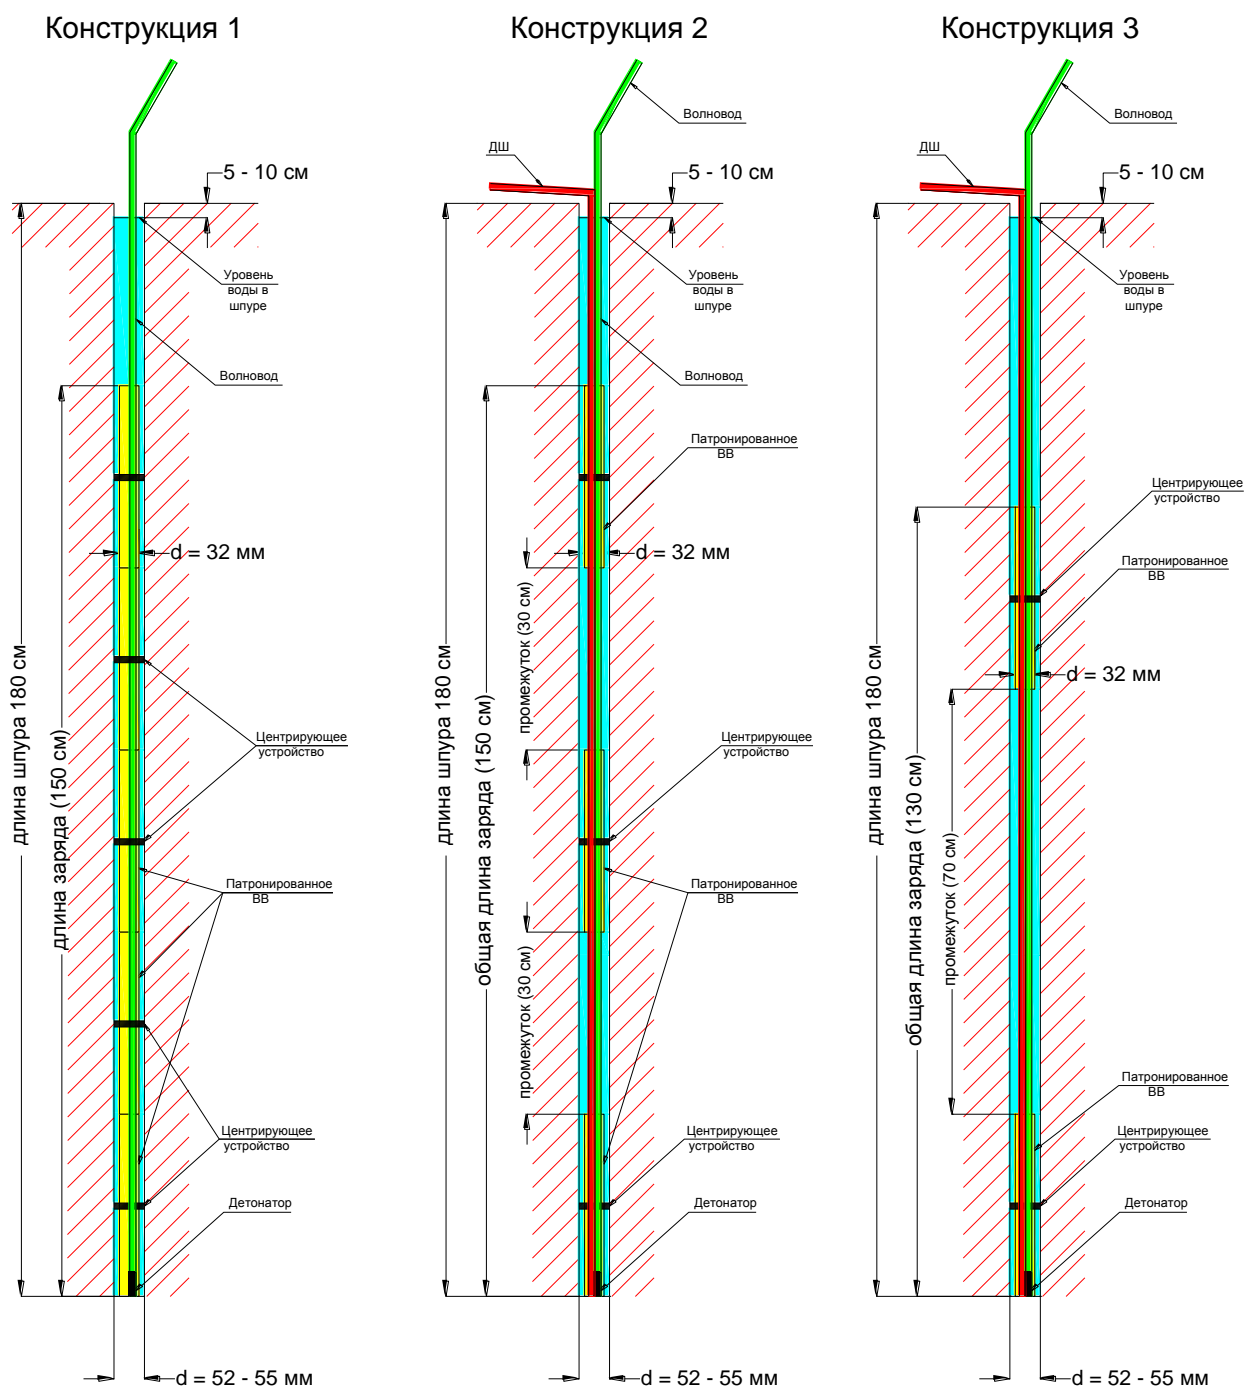 Конструкция 1
Конструкция 2
Конструкция 3
Волновод
Волновод
ДШ
ДШ
5 - 10 см
5 - 10 см
5 - 10 см
Уровень
воды в
шпуре
Уровень
воды в
шпуре
Уровень
воды в
шпуре
Волновод
Волновод
Патронированное
ВВ
Центрирующее
устройство
d = 32 мм
d = 32 мм
Патронированное
ВВ
промежуток (30 см)
d = 32 мм
длина шпура 180 см
длина заряда (150 см)
Центрирующее
устройство
длина шпура 180 см
общая длина заряда (150 см)
Центрирующее
устройство
длина шпура 180 см
общая длина заряда (130 см)
промежуток (70 см)
Патронированное
ВВ
Патронированное
ВВ
промежуток (30 см)
Патронированное
ВВ
Центрирующее
устройство
Центрирующее
устройство
Центрирующее
устройство
Детонатор
Детонатор
Детонатор
d = 52 - 55 мм
d = 52 - 55 мм
d = 52 - 55 мм